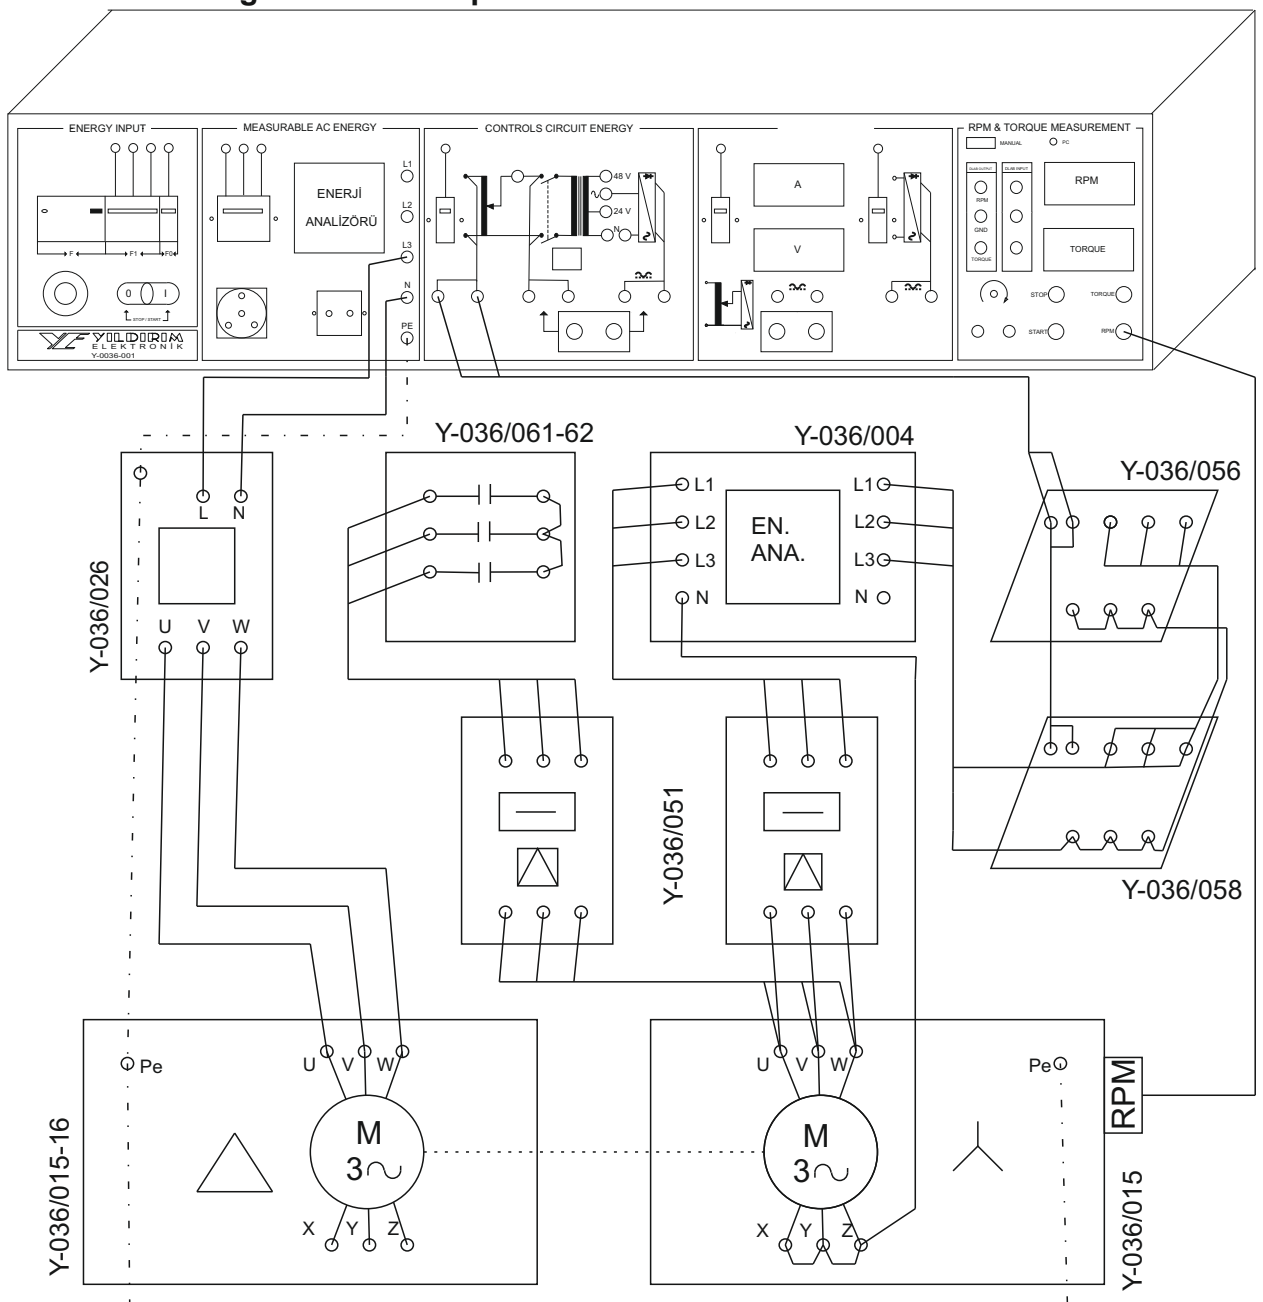 ENERGY INPUT
F
F1
F0
0
I
STOP / START
YILDIRIM
ELEKTRONİK
Y-0036-001
MEASURABLE AC ENERGY
ENERJİ
ANALİZÖRÜ
L1
L2
L3
N
PE
CONTROLS CIRCUIT ENERGY
48 V
24 V
N
A
V
RPM & TORQUE MEASUREMENT
MANUAL
PC
RPM
GND
TORQUE
RPM
TORQUE
STOP
TORQUE
START
RPM
Y-036/026
L
N
U
V
W
Y-036/061-62
Y-036/004
L1
L2
L3
N
EN.
ANA.
L1
L2
L3
N
Y-036/056
Y-036/051
Y-036/058
Y-036/015-16
Pe
U
V
W
M
3
X
Y
Z
U
V
W
M
3
X
Y
Z
Pe
RPM
Y-036/015